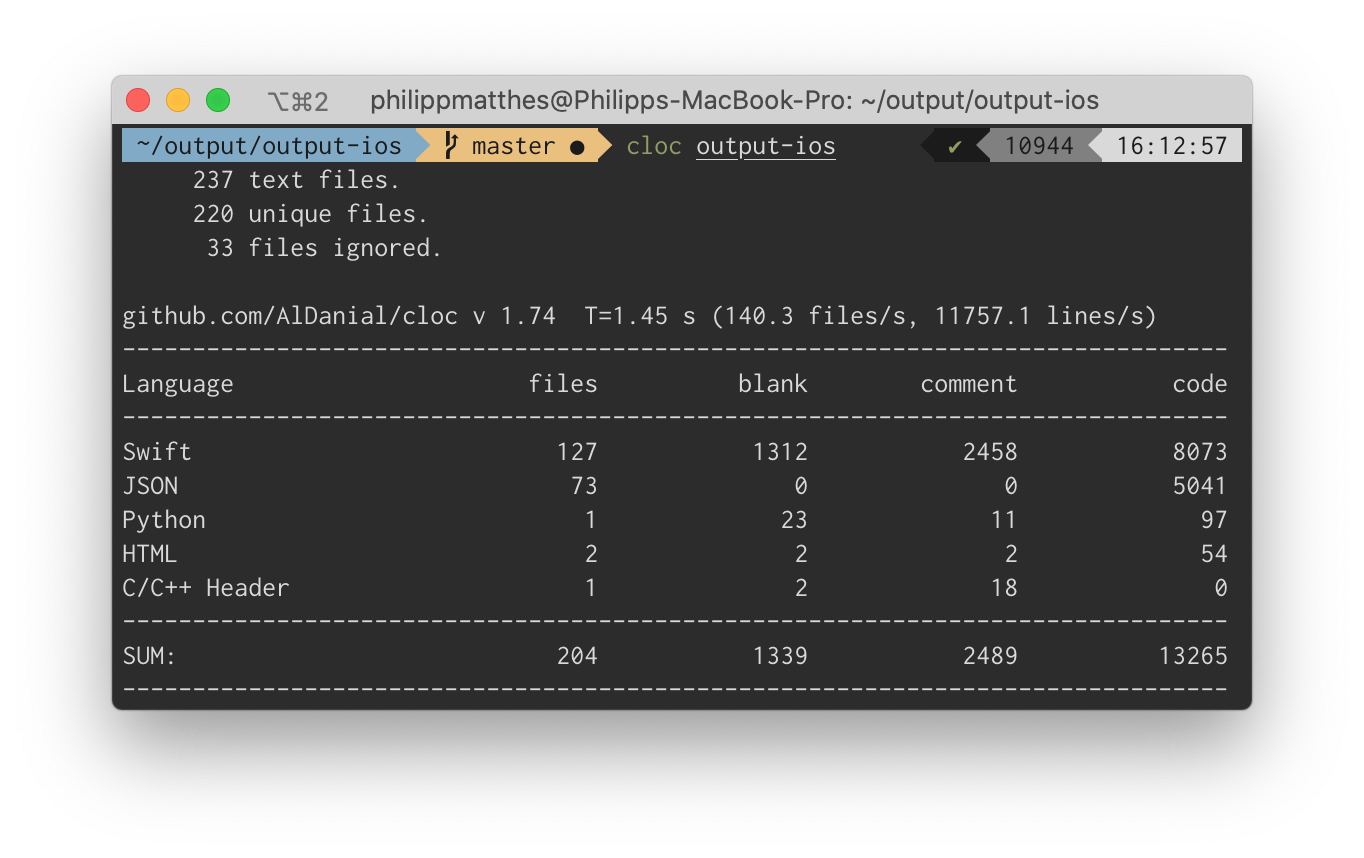 ⌥⌘2 philippmatthes@Philipps-MacBook-Pro: ~/output/output-ios
~/output/output-ios master ● cloc output-ios ✔ 10944 16:12:57
237 text files.
220 unique files.
33 files ignored.
github.com/AlDanial/cloc v 1.74 T=1.45 s (140.3 files/s, 11757.1 lines/s)
-------------------------------------------------------------------------------
Language files blank comment code
-------------------------------------------------------------------------------
Swift 127 1312 2458 8073
JSON 73 0 0 5041
Python 1 23 11 97
HTML 2 2 2 54
C/C++ Header 1 2 18 0
-------------------------------------------------------------------------------
SUM: 204 1339 2489 13265
-------------------------------------------------------------------------------